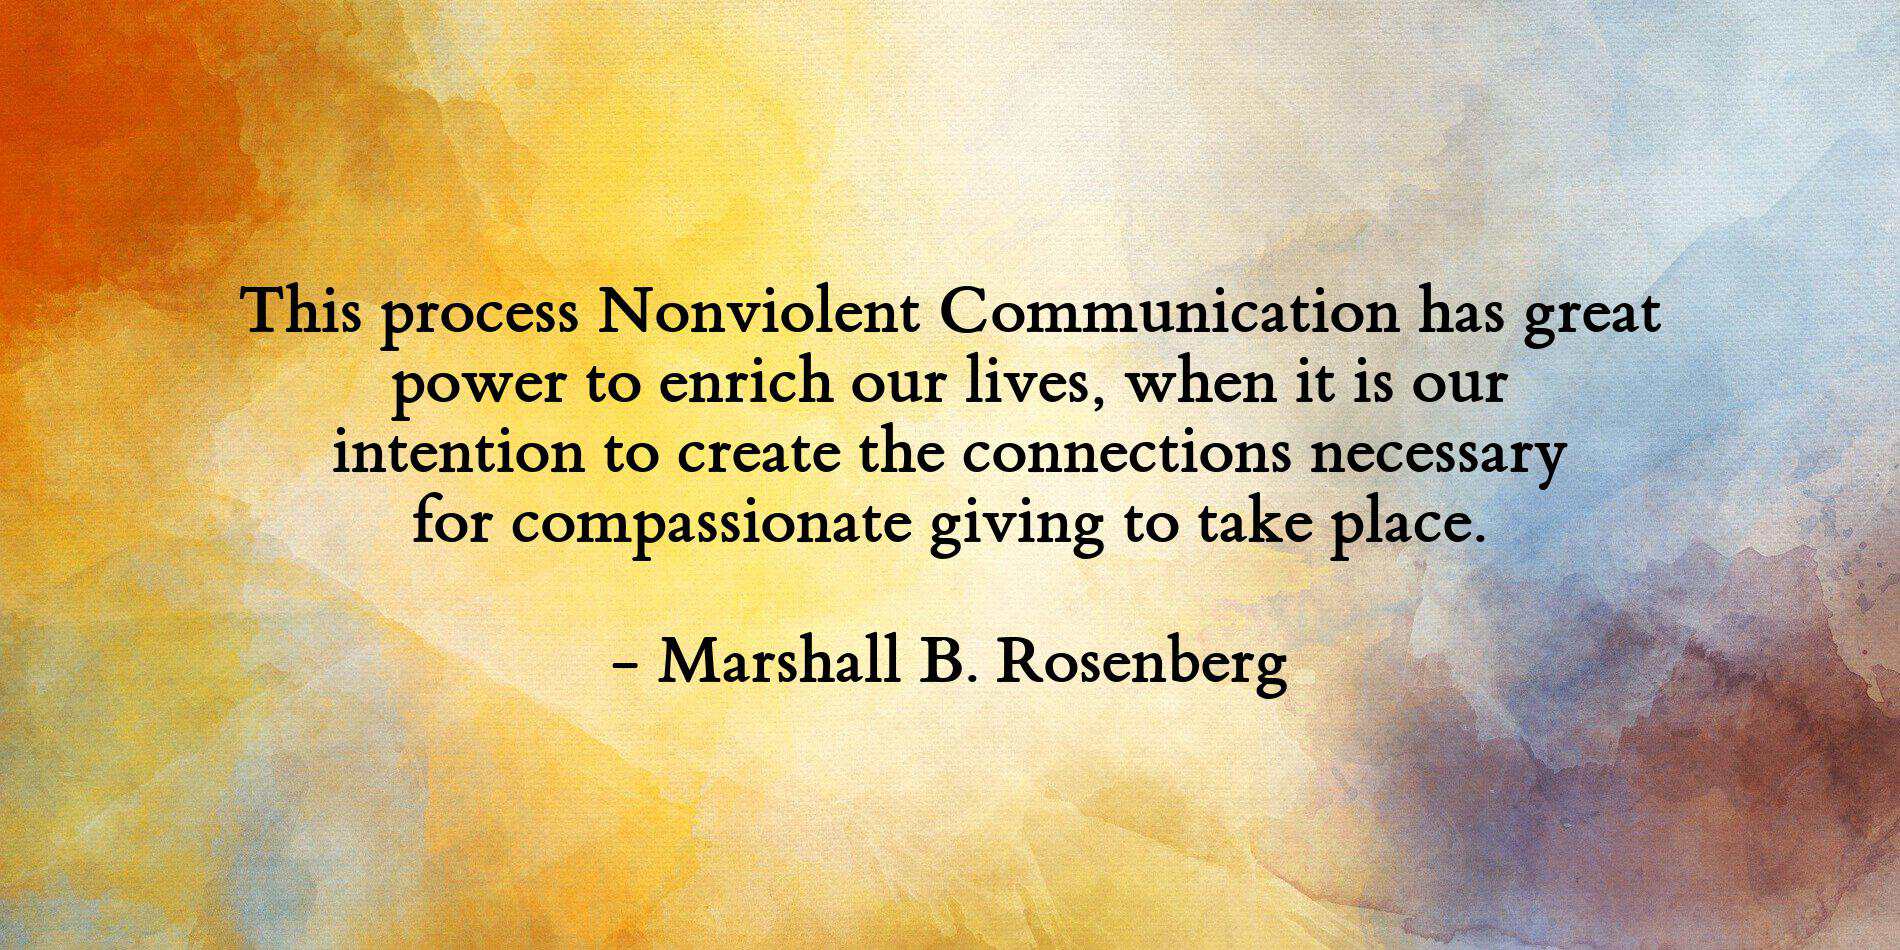 This process Nonviolent Communication has great
power to enrich our lives, when it is our
intention to create the connections necessary
for compassionate giving to take place.
- Marshall B. Rosenberg